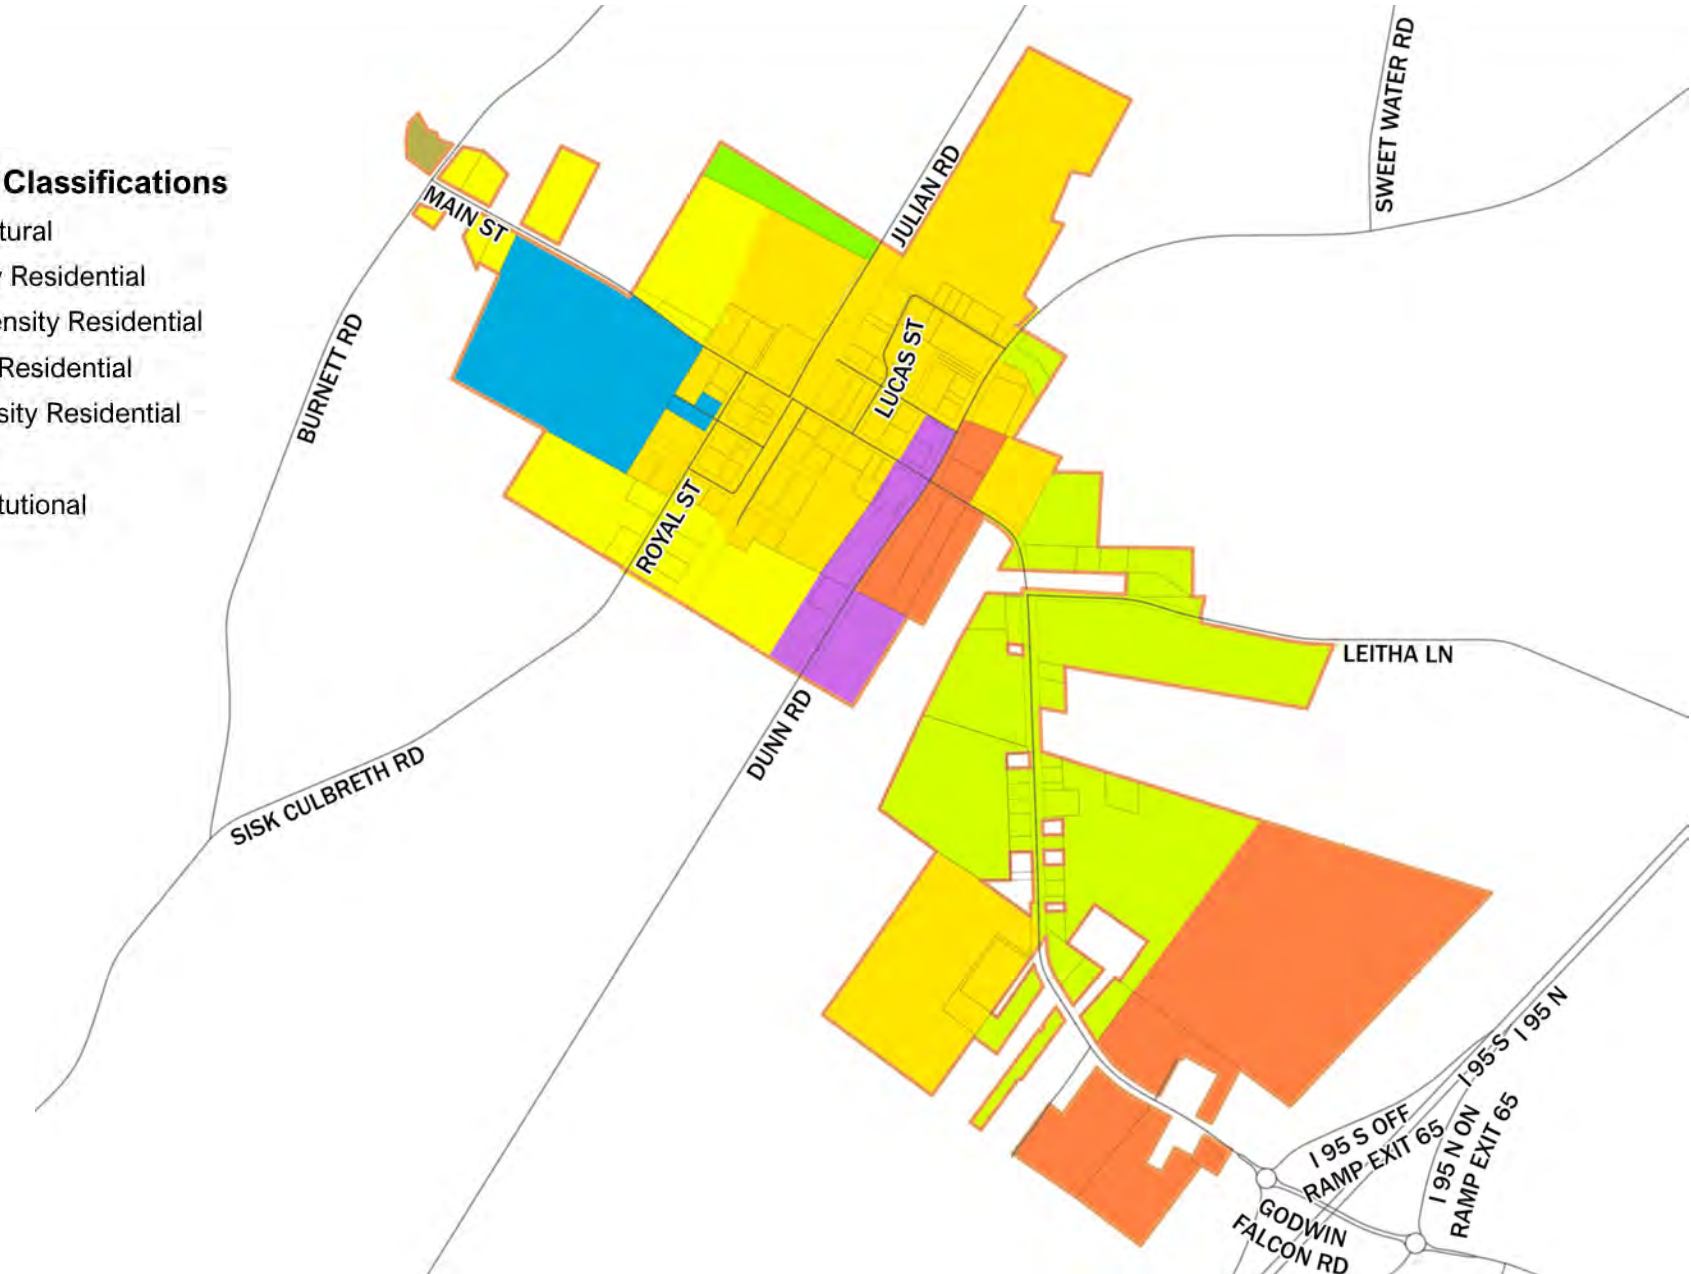 Classifications
tural
y Residential
ensity Residential
Residential
sity Residential
tutional
MAIN ST
JULIAN RD
SWEET WATER RD
BURNETT RD
LUCAS ST
ROYAL ST
LEITHA LN
DUNN RD
SISK CULBRETH RD
I 95 N
I 95 S
I 95 S OFF
RAMP EXIT 65
I 95 N ON
RAMP EXIT 65
GODWIN
FALCON RD